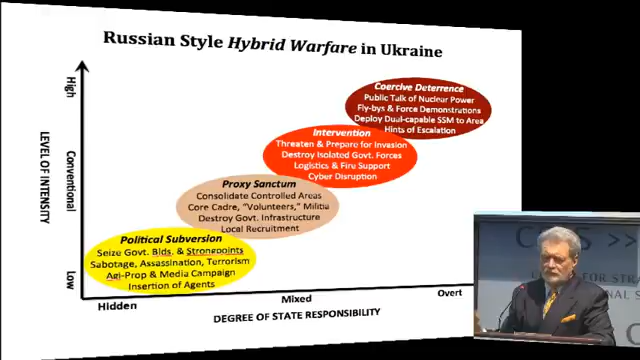 Russian Style Hybrid Warfare in Ukraine
Coercive Deterrence
Public Talk of Nuclear Power
Fly-bys & Force Demonstrations
Deploy Dual-capable SSM to Area
Hints of Escalation
Intervention
Threaten & Prepare for Invasion
Destroy Isolated Govt. Forces
Logistics & Fire Support
Cyber Disruption
Proxy Sanctum
Consolidate Controlled Areas
Core Cadre, "Volunteers," Militia
Destroy Govt. Infrastructure
Local Recruitment
Political Subversion
Seize Govt. Blds. & Strongpoints
Sabotage, Assassination, Terrorism
Agi-Prop & Media Campaign
Insertion of Agents
High
Conventional
Low
LEVEL OF INTENSITY
Hidden
Mixed
Overt
DEGREE OF STATE RESPONSIBILITY
FOR STRA